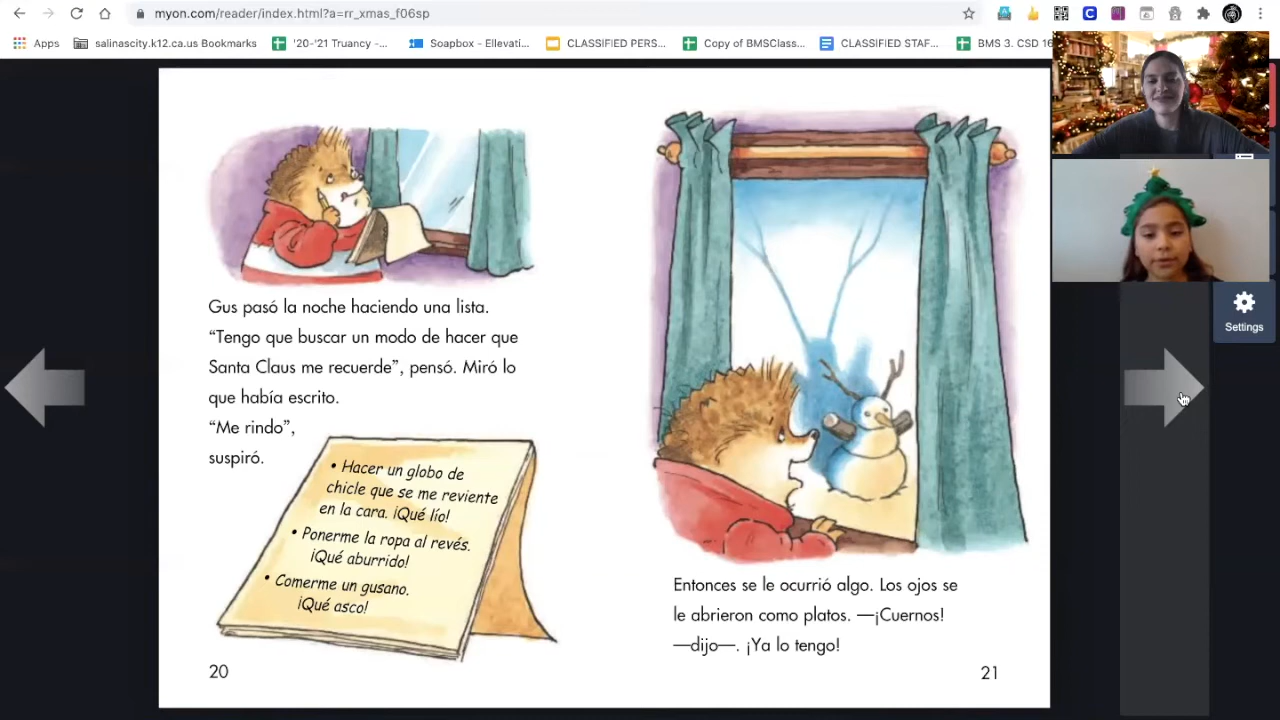 myon.com/reader/index.html?a=rr_xmas_f06sp
Apps
salinascity.k12.ca.us Bookmarks
'20-'21 Truancy -...
Soapbox - Ellevati...
CLASSIFIED PERS...
Copy of BMSClass...
CLASSIFIED STAF...
BMS 3. CSD 16
Settings
Gus pasó la noche haciendo una lista.
“Tengo que buscar un modo de hacer que
Santa Claus me recuerde”, pensó. Miró lo
que había escrito.
“Me rindo”,
suspiró.
• Hacer un globo de
chicle que se me reviente
en la cara. ¡Qué lío!
• Ponerme la ropa al revés.
¡Qué aburrido!
• Comerme un gusano.
¡Qué asco!
20
Entonces se le ocurrió algo. Los ojos se
le abrieron como platos. —¡Cuernos!
—dijo—. ¡Ya lo tengo!
21